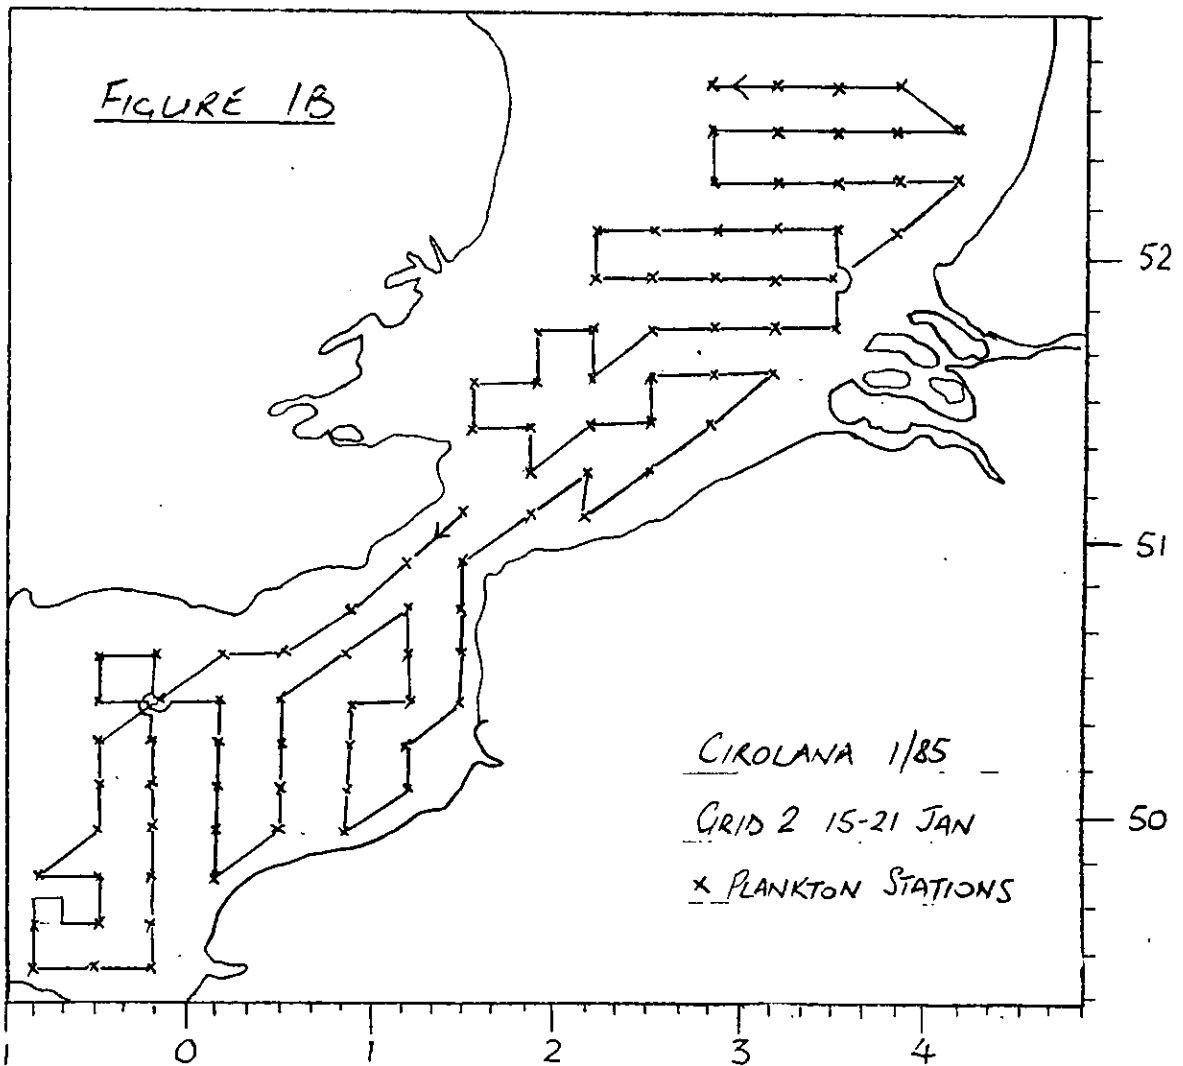 FIGURE 1B
52
51
50
CIROLANA 1/85
GRID 2 15-21 JAN
x PLANKTON STATIONS
1 0 1 2 3 4